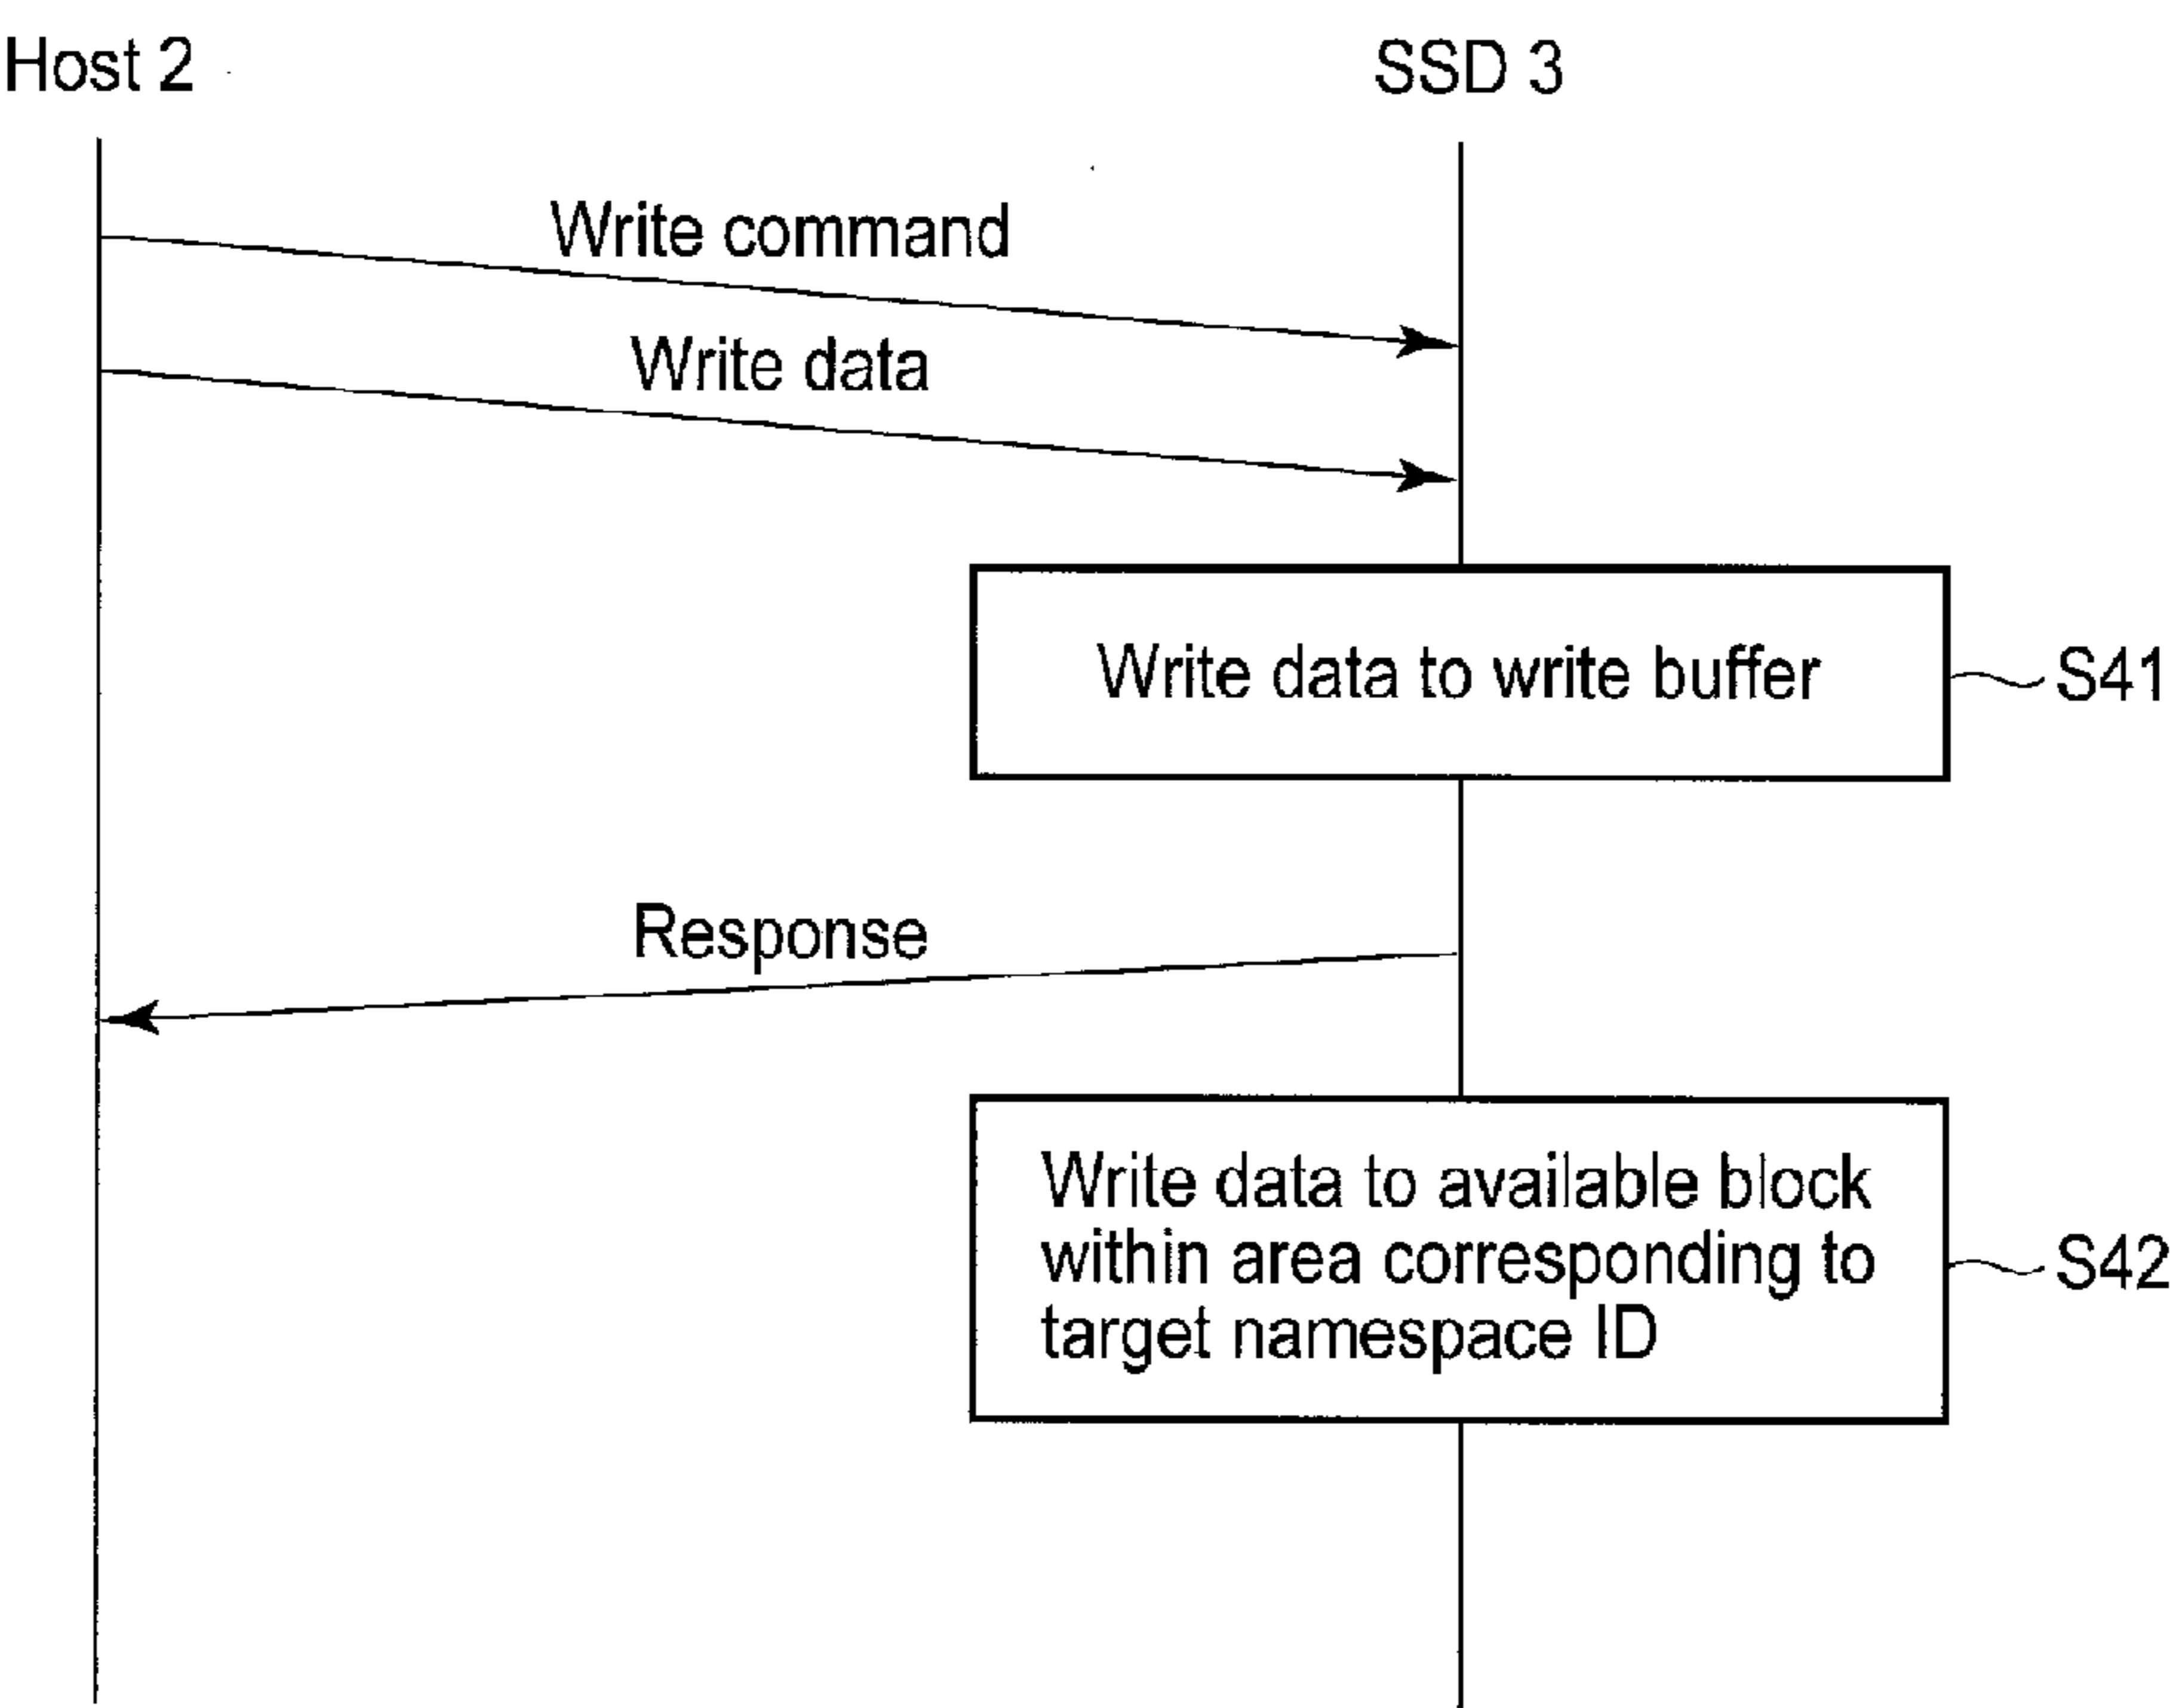 Host 2
SSD 3
Write command
Write data
Write data to write buffer
S41
Response
Write data to available block
within area corresponding to
target namespace ID
S42